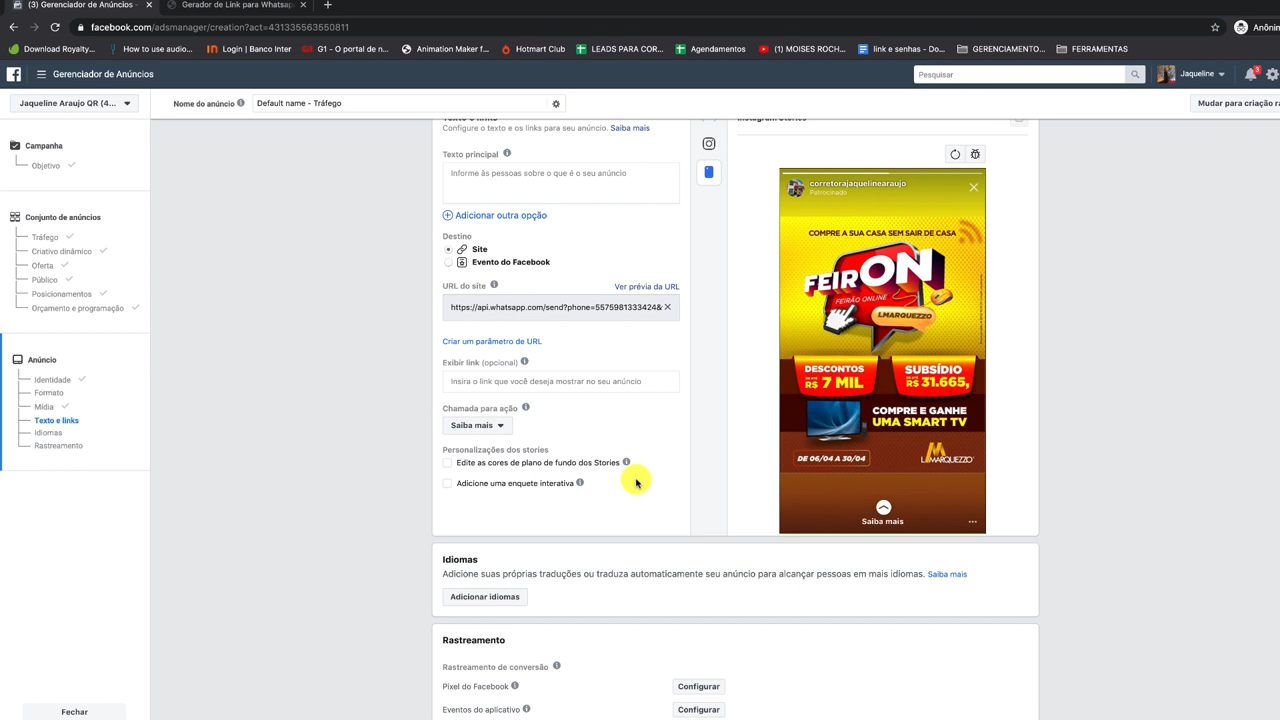 (3) Gerenciador de Anúncios -
Gerador de Link para Whatsap
facebook.com/adsmanager/creation?act=431335563550811
Anônim
Download Royalty...
How to use audio...
Login | Banco Inter
G1 - O portal de n...
Animation Maker f...
Hotmart Club
LEADS PARA COR...
Agendamentos
(1) MOISES ROCH...
link e senhas - Do...
GERENCIAMENTO...
FERRAMENTAS
Gerenciador de Anúncios
Pesquisar
Jaqueline
3
Jaqueline Araujo QR (4...
Nome do anúncio
Default name - Tráfego
Mudar para criação rá
Campanha
Objetivo
Conjunto de anúncios
Tráfego
Criativo dinâmico
Oferta
Público
Posicionamentos
Orçamento e programação
Anúncio
Identidade
Formato
Mídia
Texto e links
Idiomas
Rastreamento
Fechar
Texto e links
Configure o texto e os links para seu anúncio. Saiba mais
Texto principal
Informe às pessoas sobre o que é o seu anúncio
Adicionar outra opção
Destino
Site
Evento do Facebook
URL do site
Ver prévia da URL
https://api.whatsapp.com/send?phone=5575981333424&
Criar um parâmetro de URL
Exibir link (opcional)
Insira o link que você deseja mostrar no seu anúncio
Chamada para ação
Saiba mais
Personalizações dos stories
Edite as cores de plano de fundo dos Stories
Adicione uma enquete interativa
Instagram Stories
corretorajaquelinearaujo
Patrocinado
COMPRE A SUA CASA SEM SAIR DE CASA
FEIRON
FEIRÃO ONLINE
LMARQUEZZO
DESCONTOS
DE ATÉ R$ 7 MIL
SUBSÍDIO
DE ATÉ R$ 31.665,
COMPRE E GANHE
UMA SMART TV
DE 06/04 A 30/04
LMARQUEZZO
Saiba mais
Idiomas
Adicione suas próprias traduções ou traduza automaticamente seu anúncio para alcançar pessoas em mais idiomas. Saiba mais
Adicionar idiomas
Rastreamento
Rastreamento de conversão
Pixel do Facebook
Configurar
Eventos do aplicativo
Configurar